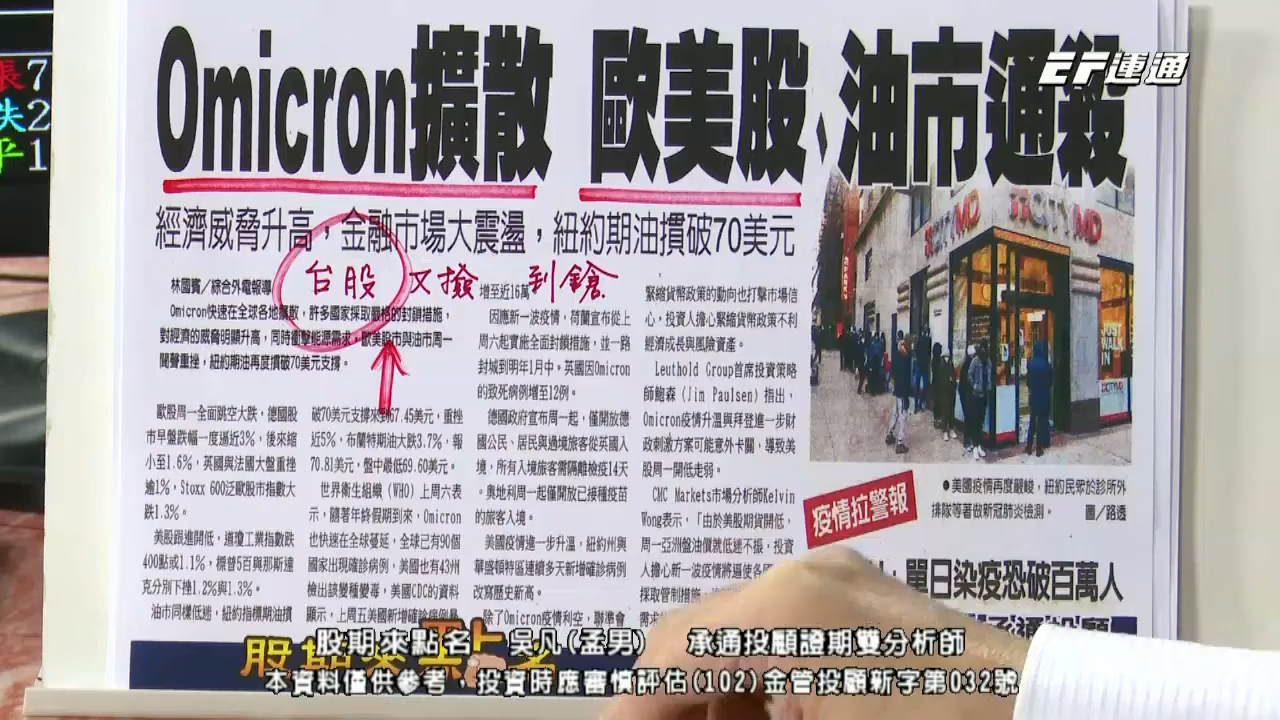 張7
失2
平1
EF運通
Omicron擴散 歐美股、油市通殺
經濟威脅升高，金融市場大震盪，紐約期油摜破70美元
台股 又撥 到鎗
林國賓／綜合外電報導
Omicron快速在全球各地擴散，許多國家採取嚴格的封鎖措施，
對經濟的威脅明顯升高，同時重擊能源需求，歐美股市與油市周一
聞聲重挫，紐約期油再度摜破70美元支撐。
歐股周一全面跳空大跌，德國股
市早盤跌幅一度逼近3%，後來縮
小至1.6%，英國與法國大盤重挫
逾1%，Stoxx 600泛歐股市指數大
跌1.3%。
美股跟進開低，道瓊工業指數跌
400點或1.1%，標普5百與那斯達
克分別下挫1.2%與1.3%。
油市同樣低迷，紐約指標期油摜
破70美元支撐來到67.45美元，重挫
近5%，布蘭特期油大跌3.7%，報
70.81美元，盤中最低69.60美元。
世界衛生組織（WHO）上周六表
示，隨著年終假期到來，Omicron
也快速在全球蔓延，全球已有90個
國家出現確診病例，美國也有43州
檢出該變種變毒，美國CDC的資料
顯示，上周五美國新增確診病例暴
增至近16萬
因應新一波疫情，荷蘭宣布從上
周六起實施全面封鎖措施，並一路
封城到明年1月中。英國因Omicron
的致死病例增至12例。
德國政府宣布周一起，僅開放德
國公民、居民與過境旅客從英國入
境，所有入境旅客需隔離檢疫14天
。奧地利周一起僅開放已接種疫苗
的旅客入境。
美國疫情進一步升溫，紐約州與
華盛頓特區連續多天新增確診病例
改寫歷史新高。
除了Omicron疫情利空，聯準會
緊縮貨幣政策的動向也打擊市場信
心，投資人擔心緊縮貨幣政策不利
經濟成長與風險資產。
Leuthold Group首席投資策略
師鮑森（Jim Paulsen）指出，
Omicron疫情升溫與拜登進一步財
政刺激方案可能意外卡關，導致美
股周一開低走弱。
CMC Markets市場分析師Kelvin
Wong表示，「由於美股期貨開低，
周一亞洲盤油價就低迷不振，投資
人擔心新一波疫情將逼使各國
採取管制措施，
CITYMD
CITYMD
JUST
WALK
IN
CITYMD
疫情拉警報
●美國疫情再度嚴峻，紐約民眾於診所外
排隊等著做新冠肺炎檢測。 圖／路透
單日染疫恐破百萬人
股期來點名 吳凡(孟男) 承通投顧證期雙分析師
本資料僅供參考，投資時應審慎評估(102)金管投顧新字第032號